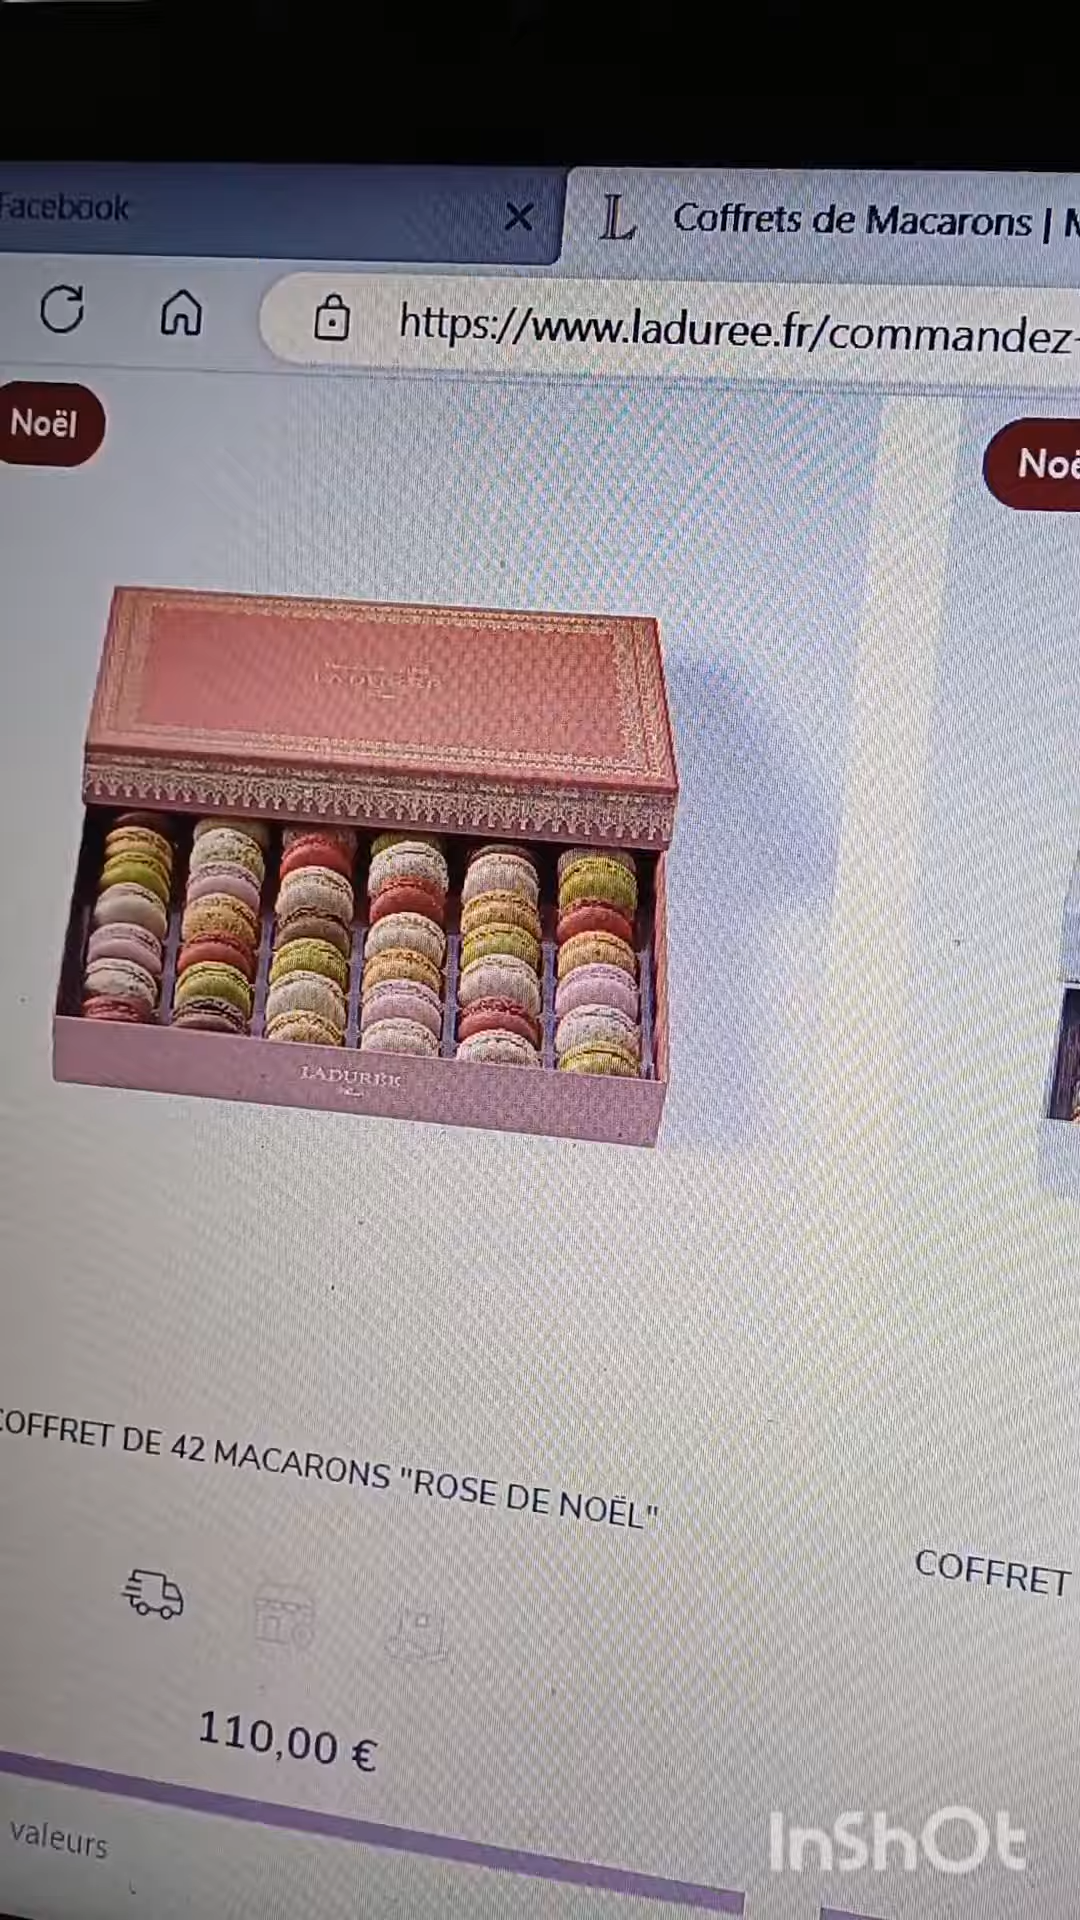 Facebook
L Coffrets de Macarons |
https://www.laduree.fr/commandez-
Noël
Noë
LADURÉE
LADURÉE
COFFRET DE 42 MACARONS "ROSE DE NOËL"
COFFRET
110,00 €
valeurs
InShOt